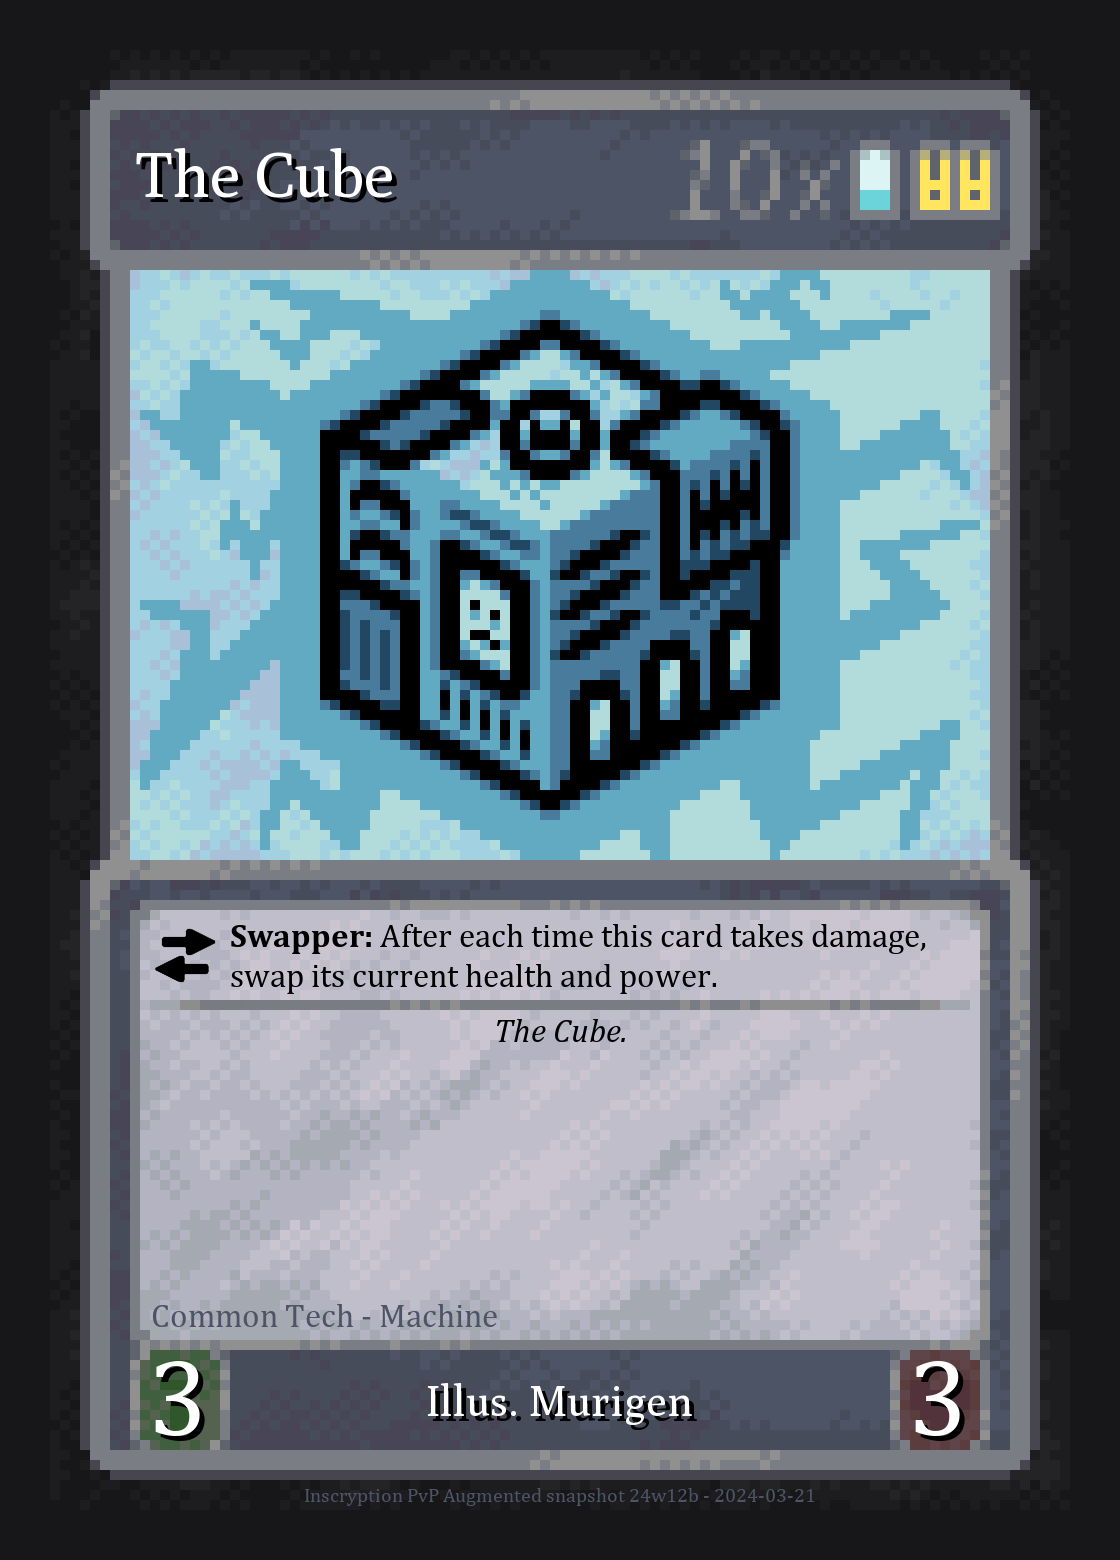 The Cube 10x
Swapper: After each time this card takes damage,
swap its current health and power.
The Cube.
Common Tech - Machine
3 Illus. Murigen 3
Inscryption PvP Augmented snapshot 24w12b - 2024-03-21